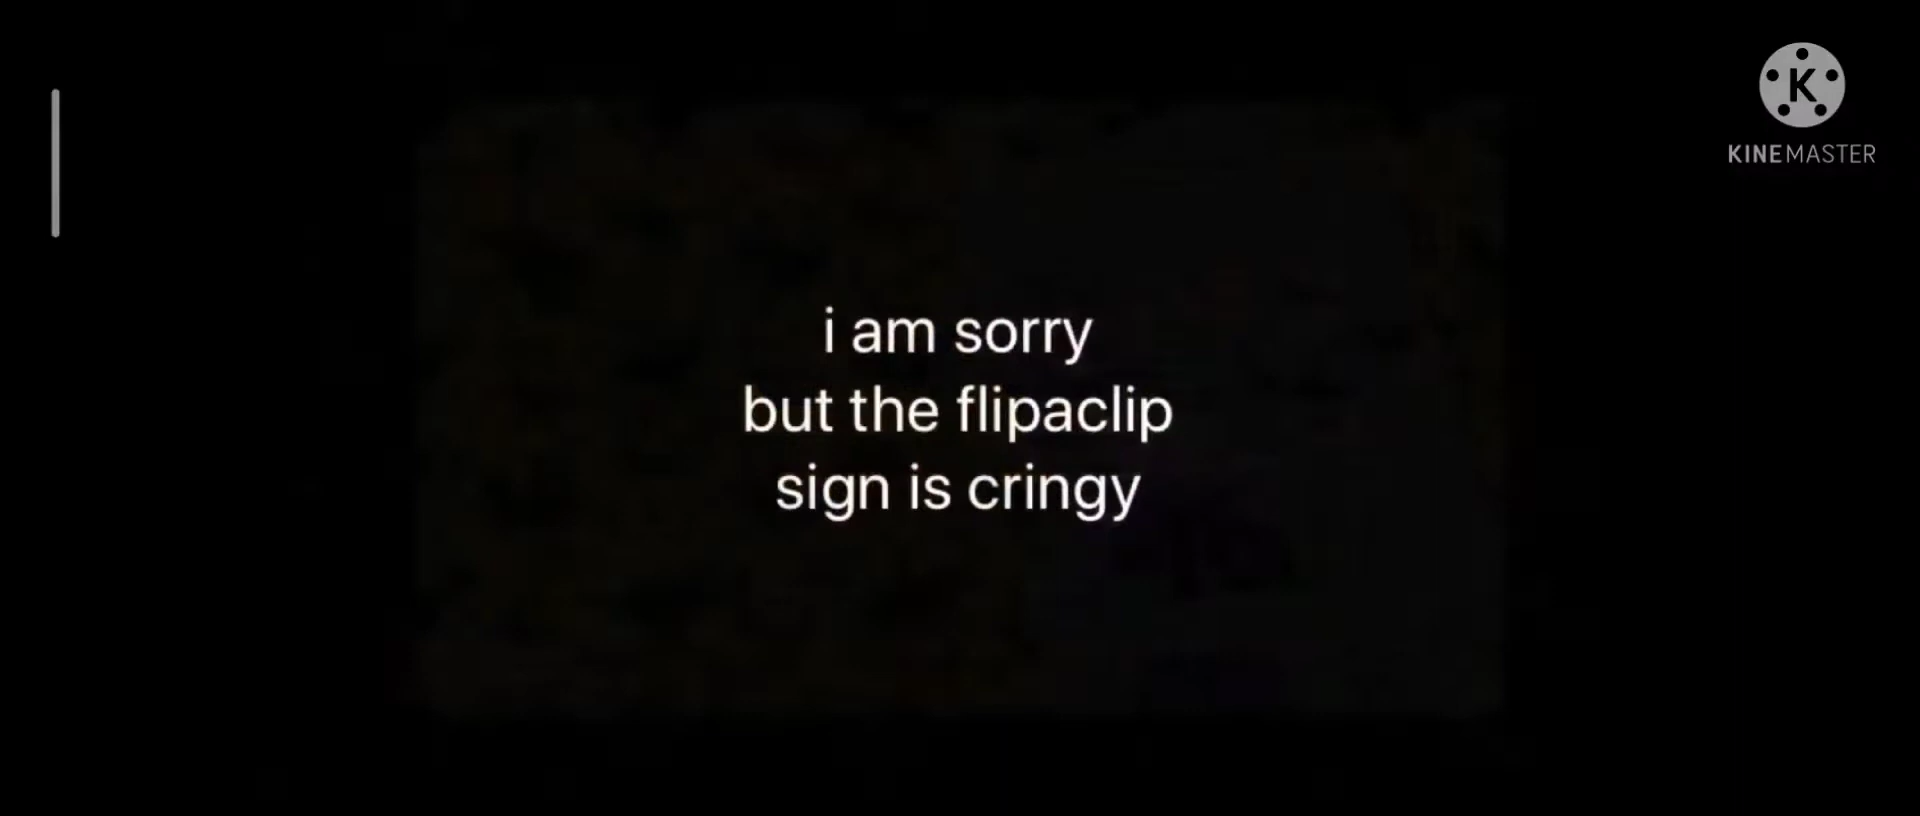 K
KINEMASTER
i am sorry
but the flipaclip
sign is cringy